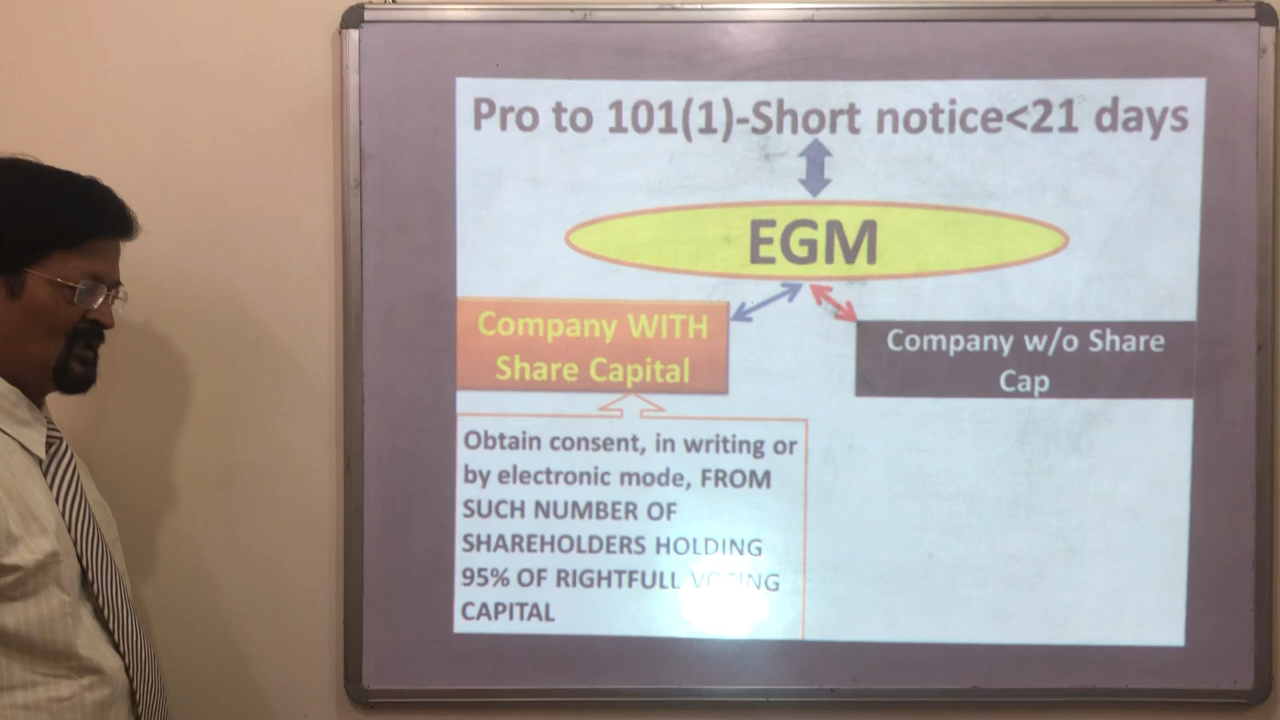 Pro to 101(1)-Short notice<21 days
EGM
Company WITH
Share Capital
Company w/o Share
Cap
Obtain consent, in writing or
by electronic mode, FROM
SUCH NUMBER OF
SHAREHOLDERS HOLDING
95% OF RIGHTFULL VOTING
CAPITAL